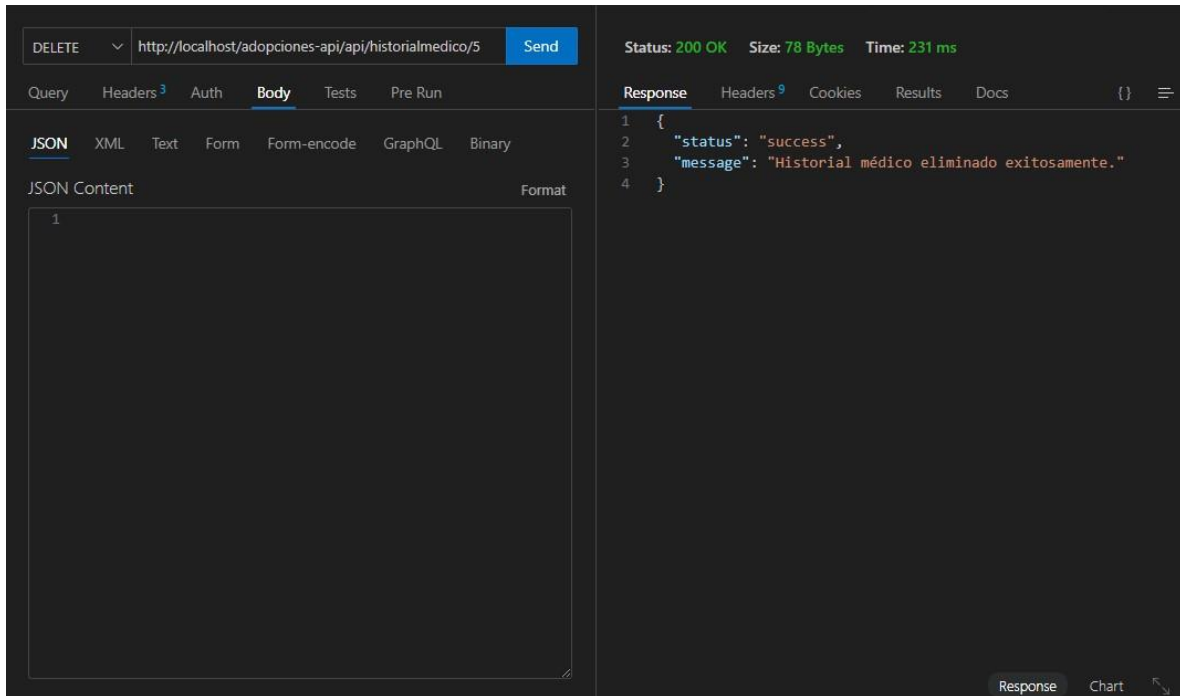 DELETE http://localhost/adopciones-api/api/historialmedico/5 Send
Query Headers 3 Auth Body Tests Pre Run
JSON XML Text Form Form-encode GraphQL Binary
JSON Content Format
1
Status: 200 OK Size: 78 Bytes Time: 231 ms
Response Headers 9 Cookies Results Docs {}
1 {
2 "status": "success",
3 "message": "Historial médico eliminado exitosamente."
4 }
Response Chart